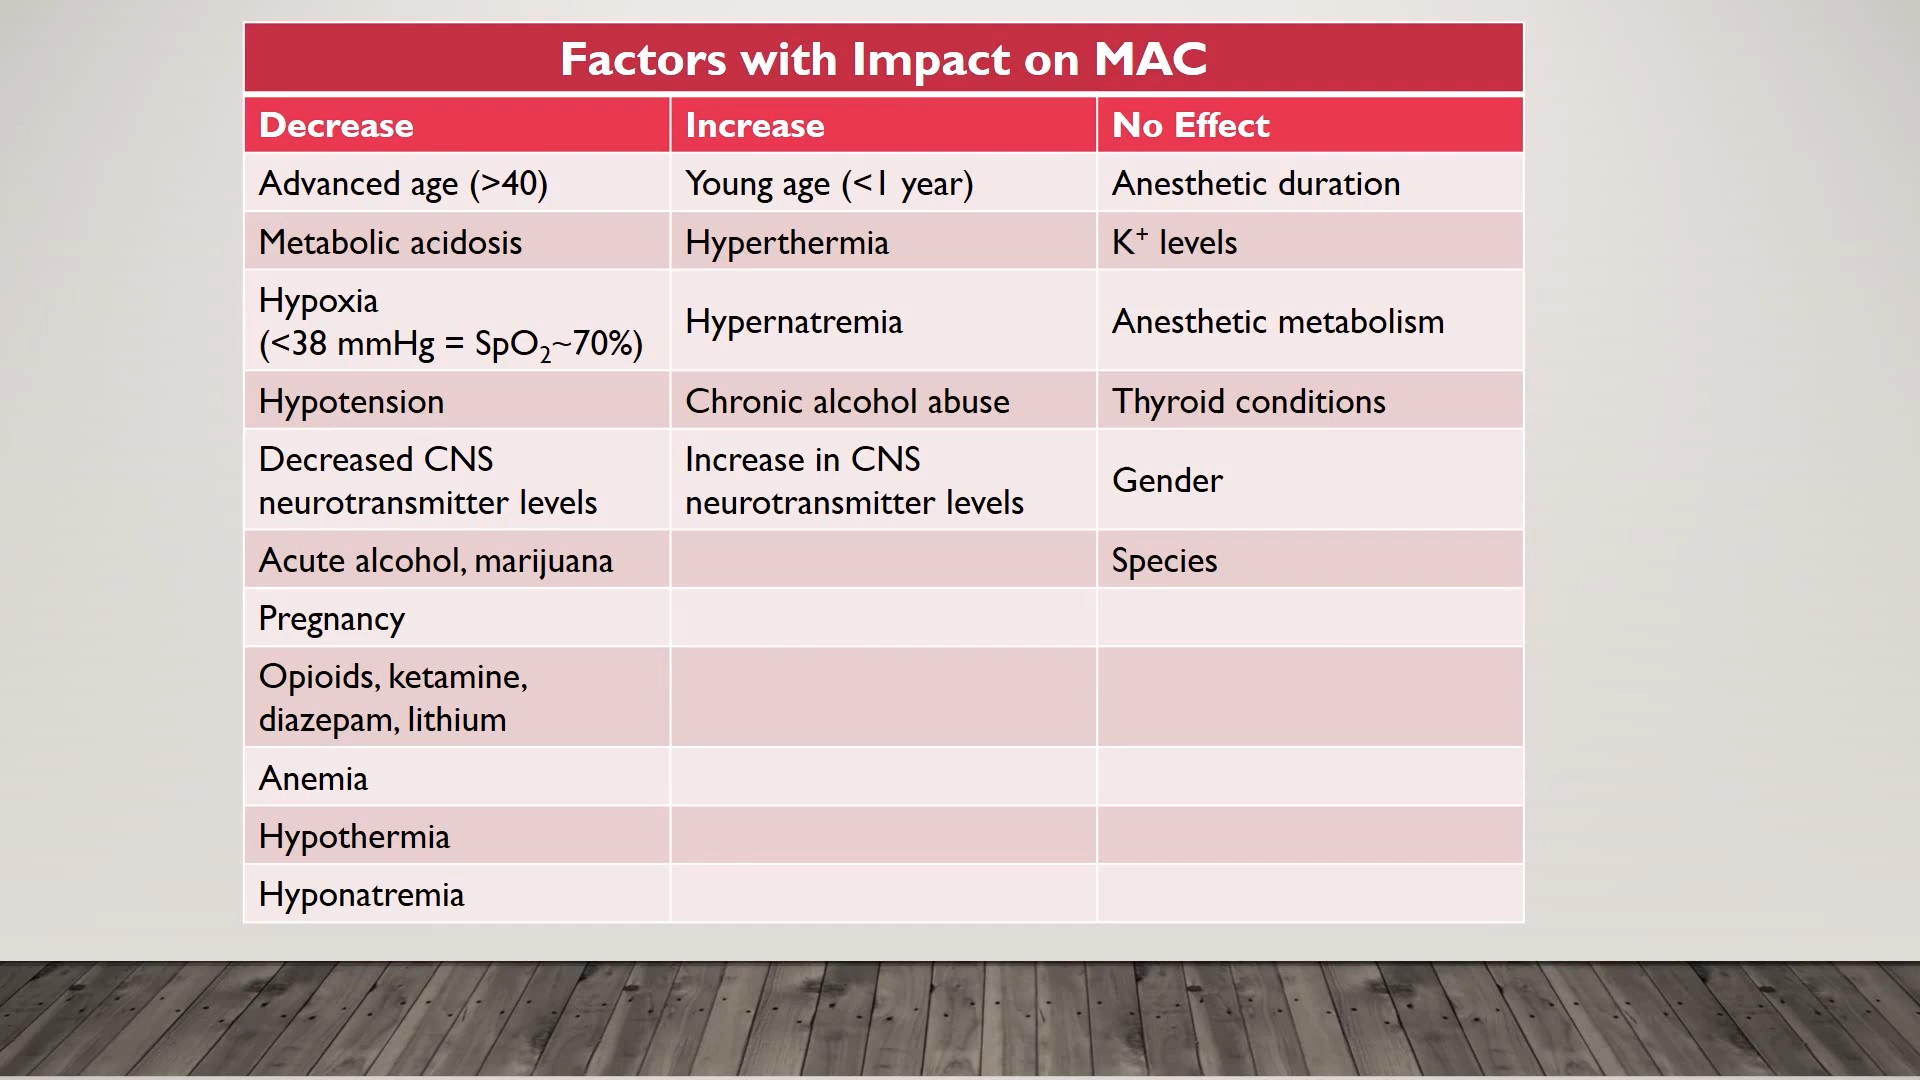 Factors with Impact on MAC
Decrease
Increase
No Effect
Advanced age (>40)
Young age (<1 year)
Anesthetic duration
Metabolic acidosis
Hyperthermia
K⁺ levels
Hypoxia
(<38 mmHg = SpO₂~70%)
Hypernatremia
Anesthetic metabolism
Hypotension
Chronic alcohol abuse
Thyroid conditions
Decreased CNS
neurotransmitter levels
Increase in CNS
neurotransmitter levels
Gender
Acute alcohol, marijuana
Species
Pregnancy
Opioids, ketamine,
diazepam, lithium
Anemia
Hypothermia
Hyponatremia